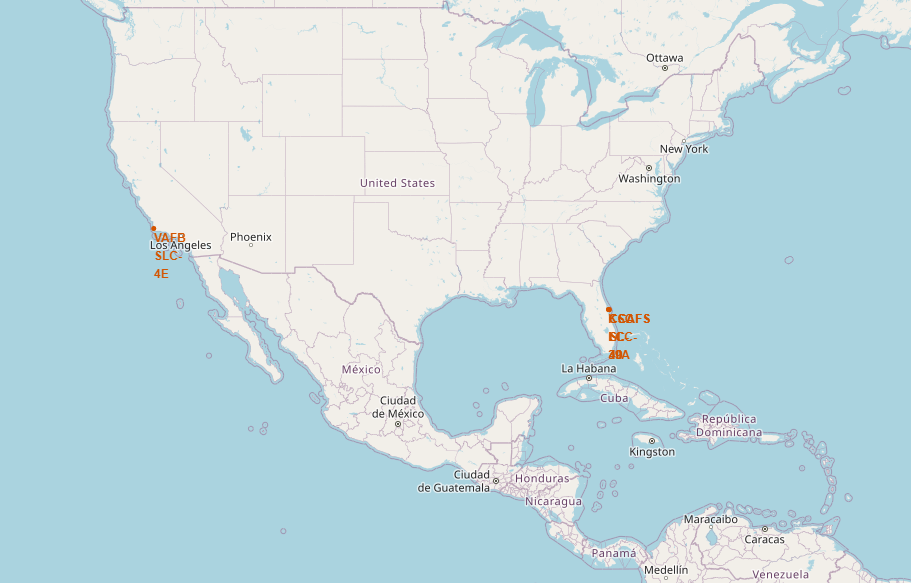 Ottawa
New York
Washington
United States
Phoenix
VAFB
SLC-
4E
Los Angeles
La Habana
Cuba
México
Ciudad
de México
República
Dominicana
Kingston
Ciudad
de Guatemala
Honduras
Nicaragua
Maracaibo
Caracas
Panamá
Medellín
Venezuela